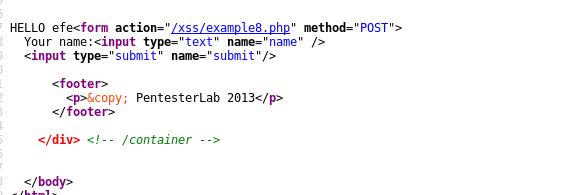 HELLO efe<form action="/xss/example8.php" method="POST">
Your name:<input type="text" name="name" />
<input type="submit" name="submit"/>
<footer>
<p>&copy; PentesterLab 2013</p>
</footer>
</div> <!-- /container -->
</body>
</html>